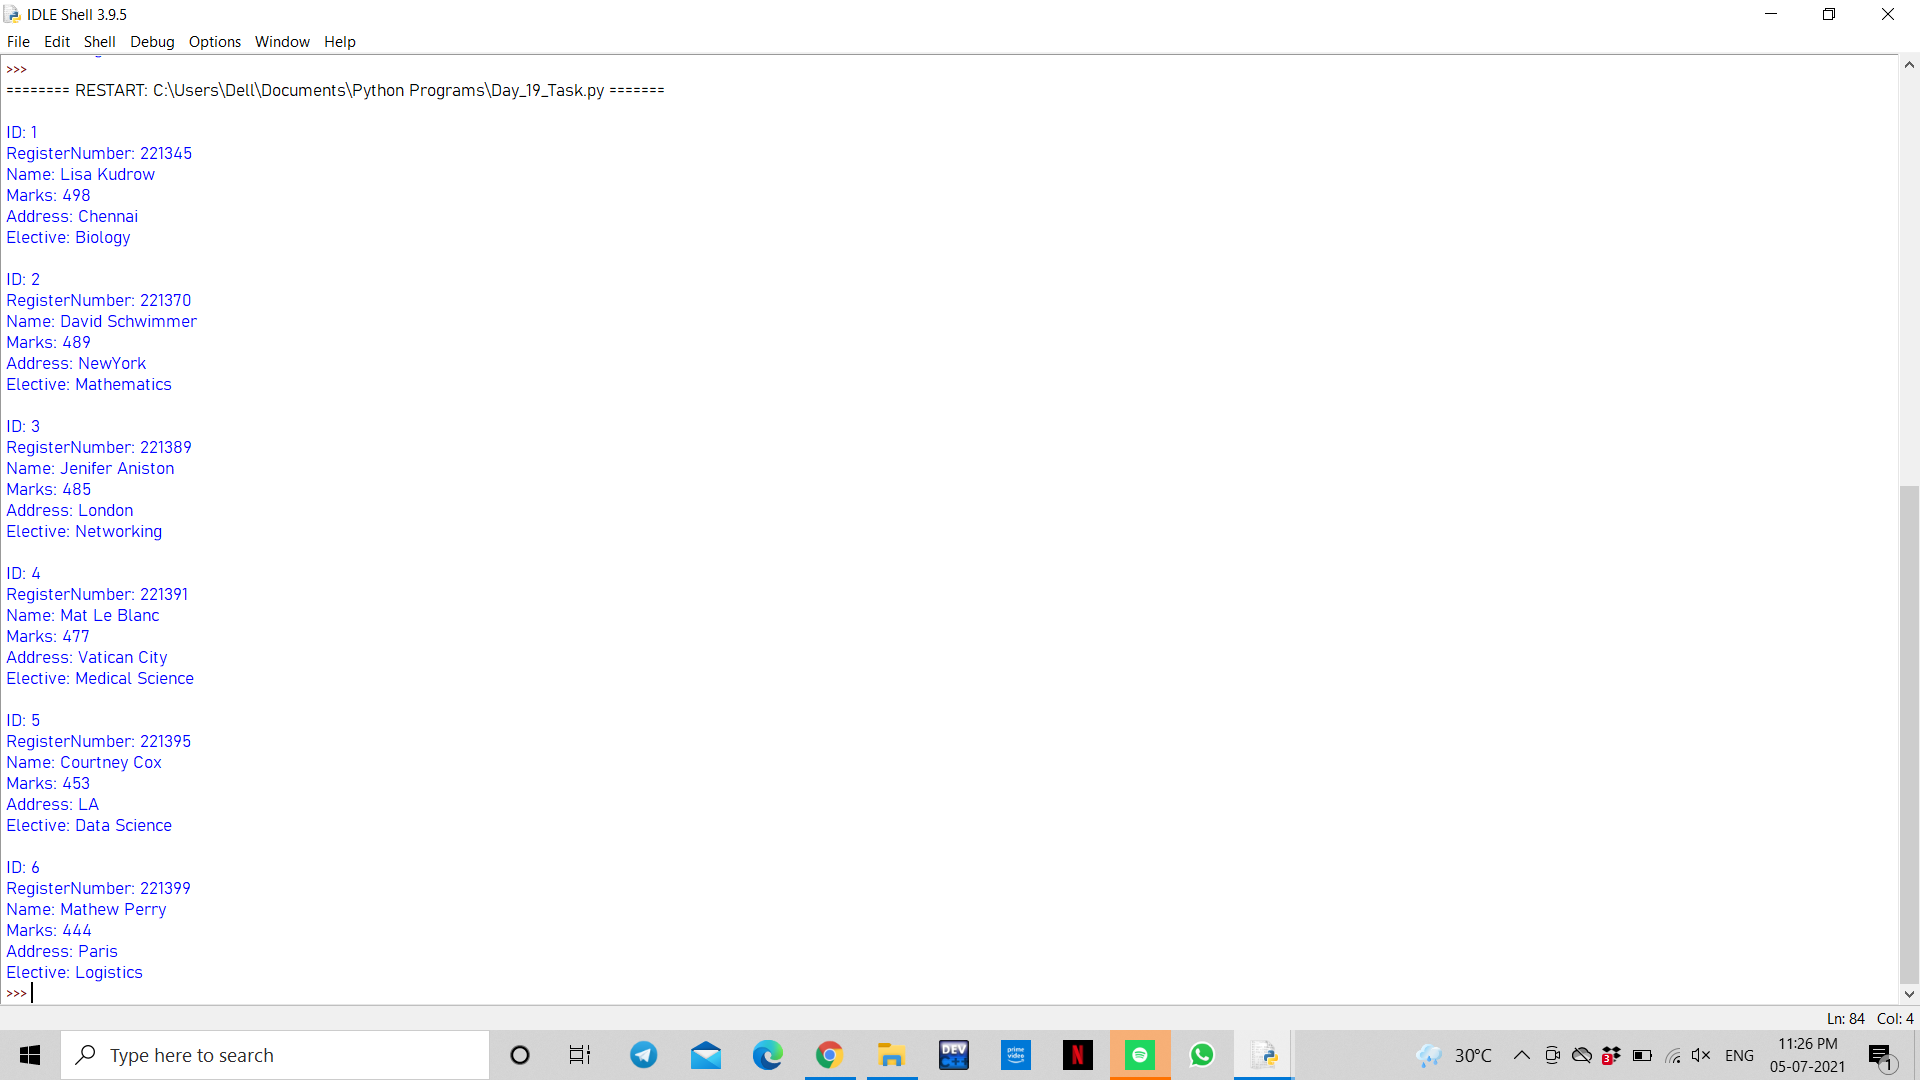 IDLE Shell 3.9.5
File Edit Shell Debug Options Window Help
>>>
======== RESTART: C:\Users\Dell\Documents\Python Programs\Day_19_Task.py =======
ID: 1
RegisterNumber: 221345
Name: Lisa Kudrow
Marks: 498
Address: Chennai
Elective: Biology
ID: 2
RegisterNumber: 221370
Name: David Schwimmer
Marks: 489
Address: NewYork
Elective: Mathematics
ID: 3
RegisterNumber: 221389
Name: Jenifer Aniston
Marks: 485
Address: London
Elective: Networking
ID: 4
RegisterNumber: 221391
Name: Mat Le Blanc
Marks: 477
Address: Vatican City
Elective: Medical Science
ID: 5
RegisterNumber: 221395
Name: Courtney Cox
Marks: 453
Address: LA
Elective: Data Science
ID: 6
RegisterNumber: 221399
Name: Mathew Perry
Marks: 444
Address: Paris
Elective: Logistics
>>>
Ln: 84 Col: 4
Type here to search
DEV
C++
prime
video
N
30°C
3
ENG
11:26 PM
05-07-2021
1